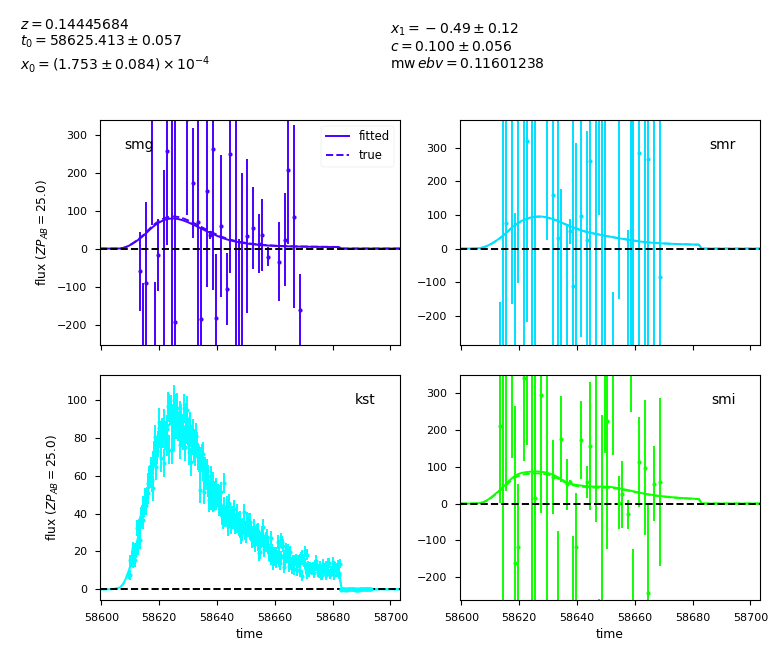 z = 0.14445684
t₀ = 58625.413 ± 0.057
x₀ = (1.753 ± 0.084) × 10⁻⁴
x₁ = −0.49 ± 0.12
c = 0.100 ± 0.056
mw ebv = 0.11601238
smg
fitted
true
300
200
100
0
−100
−200
flux (ZP_AB = 25.0)
smr
300
200
100
0
−100
−200
kst
100
80
60
40
20
0
flux (ZP_AB = 25.0)
58600
58620
58640
58660
58680
58700
time
smi
300
200
100
0
−100
−200
58600
58620
58640
58660
58680
58700
time